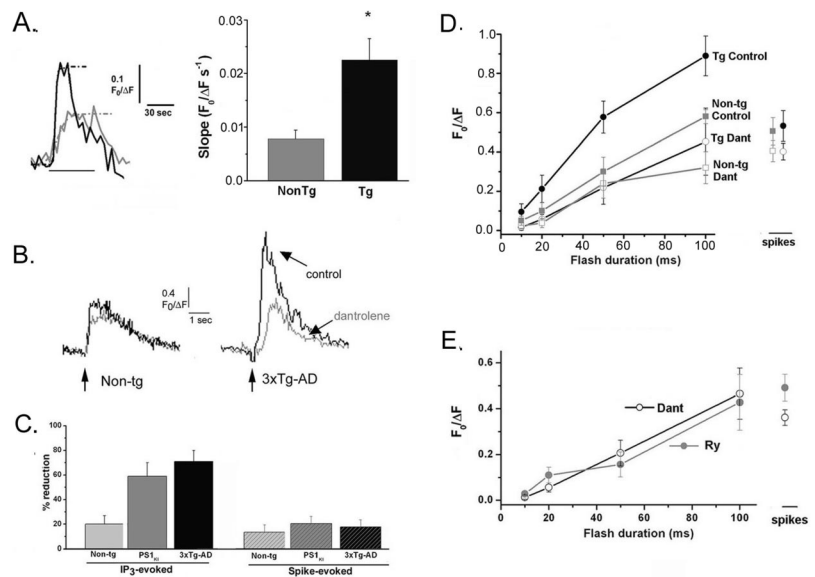 A.
0.1
F0/ΔF
30 sec
Slope (F0/ΔF s-1)
0.03
0.02
0.01
0.0
*
NonTg
Tg
B.
0.4
F0/ΔF
1 sec
Non-tg
control
dantrolene
3xTg-AD
C.
% reduction
100
80
60
40
20
0
Non-tg
PS1KI
3xTg-AD
Non-tg
PS1KI
3xTg-AD
IP3-evoked
Spike-evoked
D.
F0/ΔF
1.0
0.8
0.6
0.4
0.2
0.0
0
20
40
60
80
100
Flash duration (ms)
Tg Control
Non-tg
Control
Tg Dant
Non-tg
Dant
spikes
E.
F0/ΔF
0.6
0.4
0.2
0.0
0
20
40
60
80
100
Flash duration (ms)
Dant
Ry
spikes